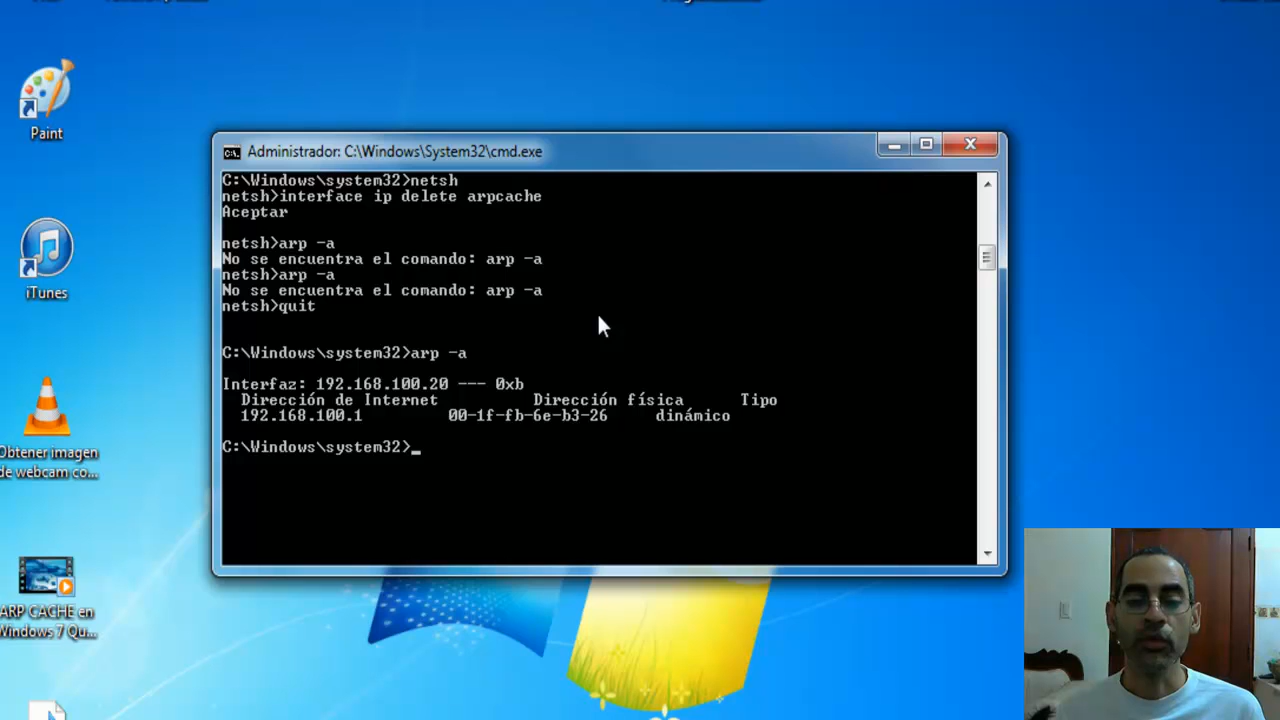 Paint
iTunes
Obtener imagen
de webcam co...
ARP CACHE en
Windows 7 Qu...
Administrador: C:\Windows\System32\cmd.exe
C:\Windows\system32>netsh
netsh>interface ip delete arpcache
Aceptar
netsh>arp -a
No se encuentra el comando: arp -a
netsh>arp -a
No se encuentra el comando: arp -a
netsh>quit
C:\Windows\system32>arp -a
Interfaz: 192.168.100.20 --- 0xb
Dirección de Internet Dirección física Tipo
192.168.100.1 00-1f-fb-6e-b3-26 dinámico
C:\Windows\system32>_